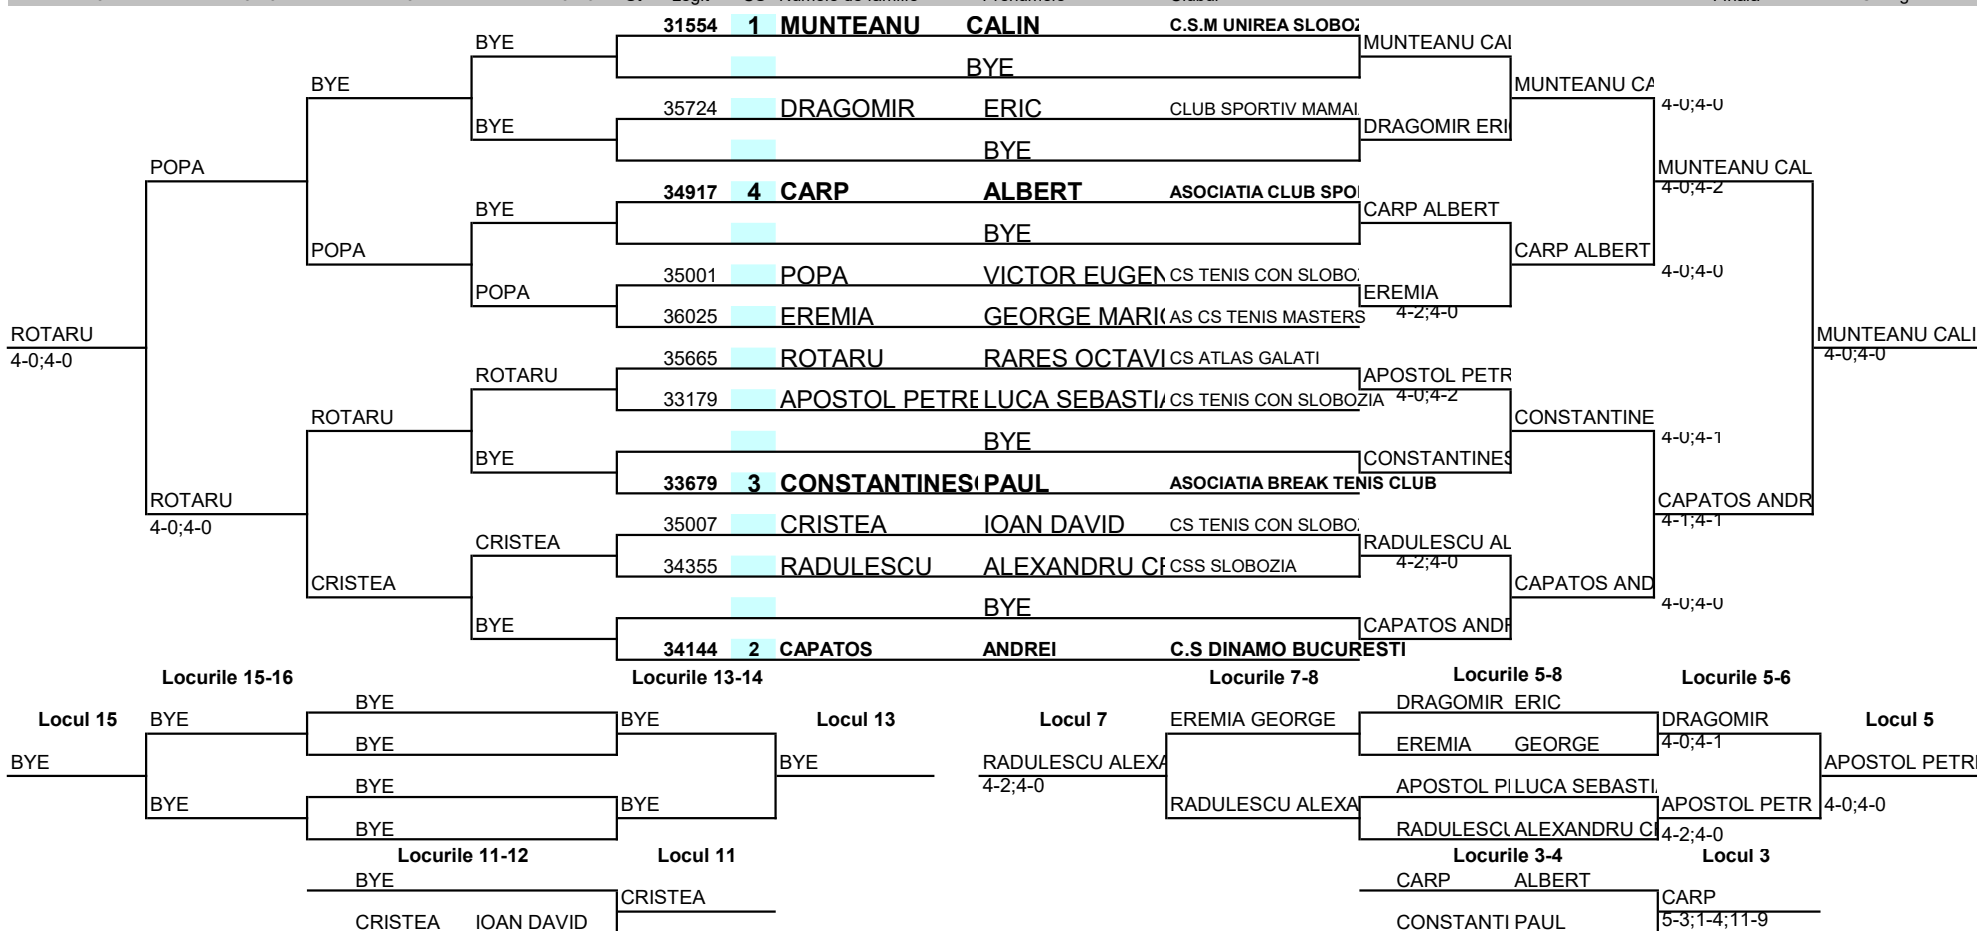 31554 1 MUNTEANU CALIN C.S.M UNIREA SLOBOZ
BYE MUNTEANU CAL
BYE
BYE MUNTEANU CA
35724 DRAGOMIR ERIC CLUB SPORTIV MAMAI 4-0;4-0
BYE DRAGOMIR ERI
BYE
POPA MUNTEANU CAL
34917 4 CARP ALBERT ASOCIATIA CLUB SPO 4-0;4-2
BYE CARP ALBERT
BYE
POPA CARP ALBERT
35001 POPA VICTOR EUGEN CS TENIS CON SLOBO 4-0;4-0
POPA EREMIA
36025 EREMIA GEORGE MARI AS CS TENIS MASTERS 4-2;4-0
ROTARU MUNTEANU CALI
4-0;4-0 35665 ROTARU RARES OCTAVI CS ATLAS GALATI 4-0;4-0
ROTARU APOSTOL PETR
33179 APOSTOL PETRE LUCA SEBASTI CS TENIS CON SLOBOZIA 4-0;4-2
ROTARU CONSTANTINE
BYE 4-0;4-1
BYE CONSTANTINES
33679 3 CONSTANTINES PAUL ASOCIATIA BREAK TENIS CLUB
ROTARU CAPATOS ANDR
4-0;4-0 35007 CRISTEA IOAN DAVID CS TENIS CON SLOBO 4-1;4-1
CRISTEA RADULESCU AL
34355 RADULESCU ALEXANDRU C CSS SLOBOZIA 4-2;4-0
CRISTEA CAPATOS AND
BYE 4-0;4-0
BYE CAPATOS AND
34144 2 CAPATOS ANDREI C.S DINAMO BUCURESTI
Locurile 15-16 Locurile 13-14 Locurile 7-8 Locurile 5-8 Locurile 5-6
BYE DRAGOMIR ERIC
Locul 15 BYE BYE Locul 13 Locul 7 EREMIA GEORGE DRAGOMIR Locul 5
BYE EREMIA GEORGE 4-0;4-1
BYE BYE RADULESCU ALEXA APOSTOL PETR
BYE 4-2;4-0 APOSTOL P LUCA SEBASTI
BYE BYE RADULESCU ALEXA APOSTOL PETR 4-0;4-0
BYE RADULESCU ALEXANDRU C 4-2;4-0
Locurile 11-12 Locul 11 Locurile 3-4 Locul 3
BYE CARP ALBERT
CRISTEA CARP
CRISTEA IOAN DAVID CONSTANTI PAUL 5-3;1-4;11-9